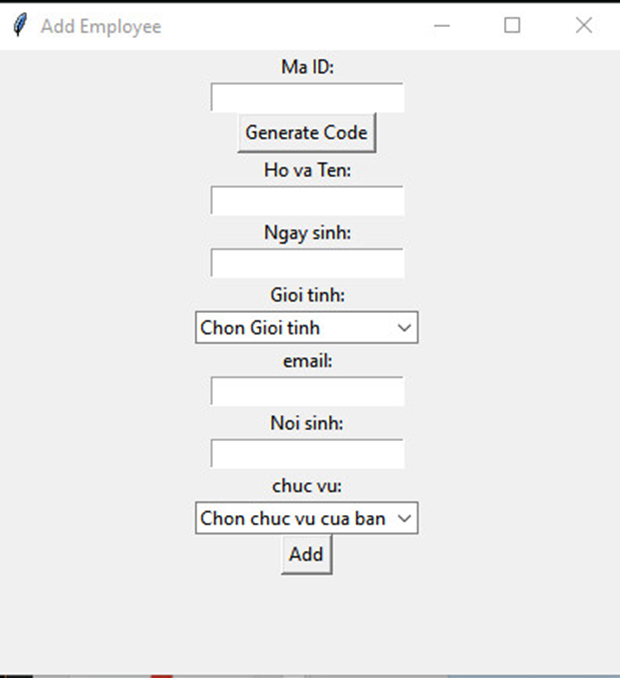 Add Employee
Ma ID:
Generate Code
Ho va Ten:
Ngay sinh:
Gioi tinh:
Chon Gioi tinh
email:
Noi sinh:
chuc vu:
Chon chuc vu cua ban
Add